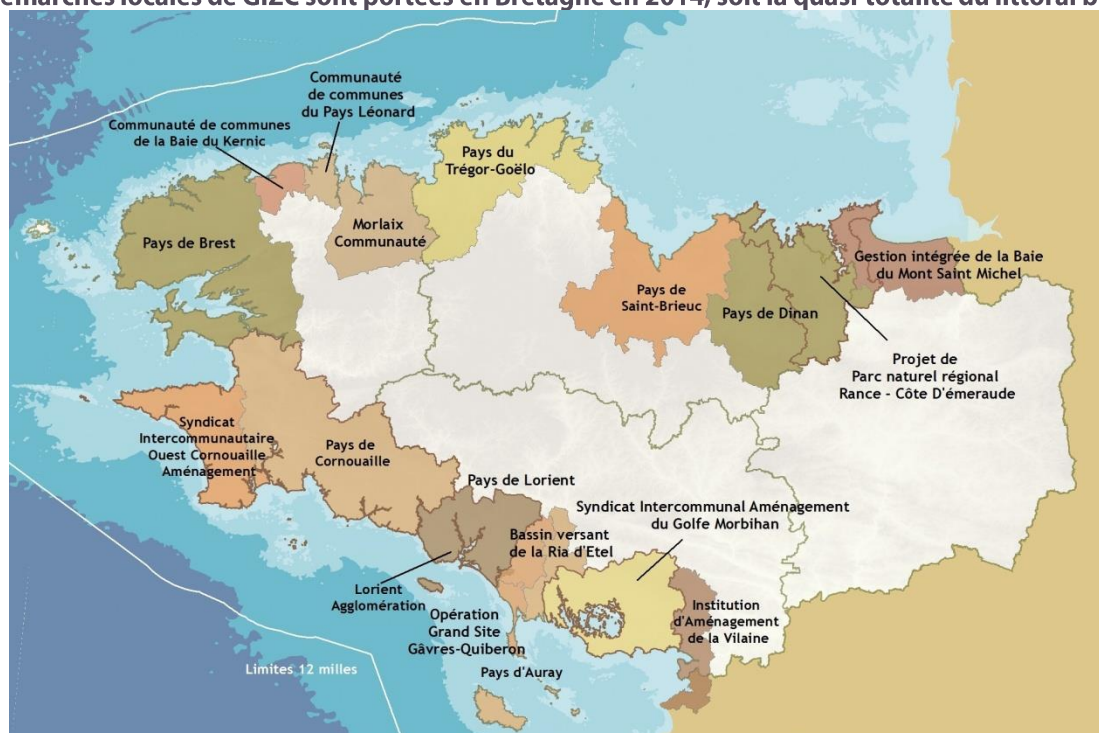 émarches locales de GIZC sont portées en Bretagne en 2014, soit la quasi-totalité du littoral b
Communauté
de communes
du Pays Léonard
Communauté de communes
de la Baie du Kernic
Pays du
Trégor-Goëlo
Morlaix
Communauté
Pays de Brest
Gestion intégrée de la Baie
du Mont Saint Michel
Pays de
Saint-Brieuc
Pays de Dinan
Projet de
Parc naturel régional
Rance - Côte D'émeraude
Syndicat
Intercommunautaire
Ouest Cornouaille
Aménagement
Pays de
Cornouaille
Pays de Lorient
Syndicat Intercommunal Aménagement
du Golfe Morbihan
Bassin versant
de la Ria d'Etel
Lorient
Agglomération
Opération
Grand Site
Gâvres-Quiberon
Institution
d'Aménagement
de la Vilaine
Pays d'Auray
Limites 12 milles